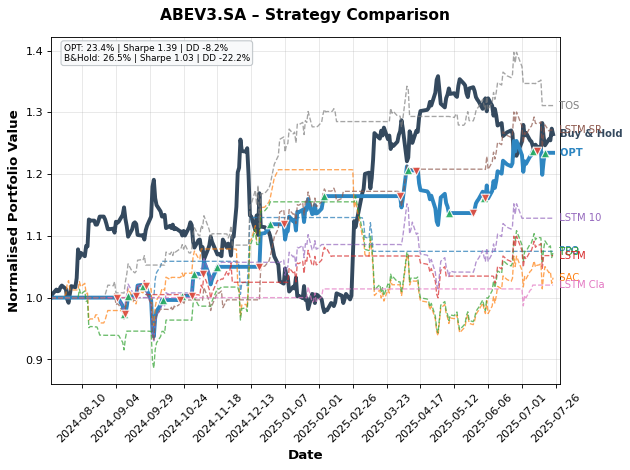 ABEV3.SA – Strategy Comparison
OPT: 23.4% | Sharpe 1.39 | DD -8.2%
B&Hold: 26.5% | Sharpe 1.03 | DD -22.2%
Normalised Portfolio Value
1.4
1.3
1.2
1.1
1.0
0.9
TOS
LSTM SR
Buy & Hold
OPT
LSTM 10
LSTM
SAC
LSTM Cla
2024-08-10
2024-09-04
2024-09-29
2024-10-24
2024-11-18
2024-12-13
2025-01-07
2025-02-01
2025-02-26
2025-03-23
2025-04-17
2025-05-12
2025-06-06
2025-07-01
2025-07-26
Date